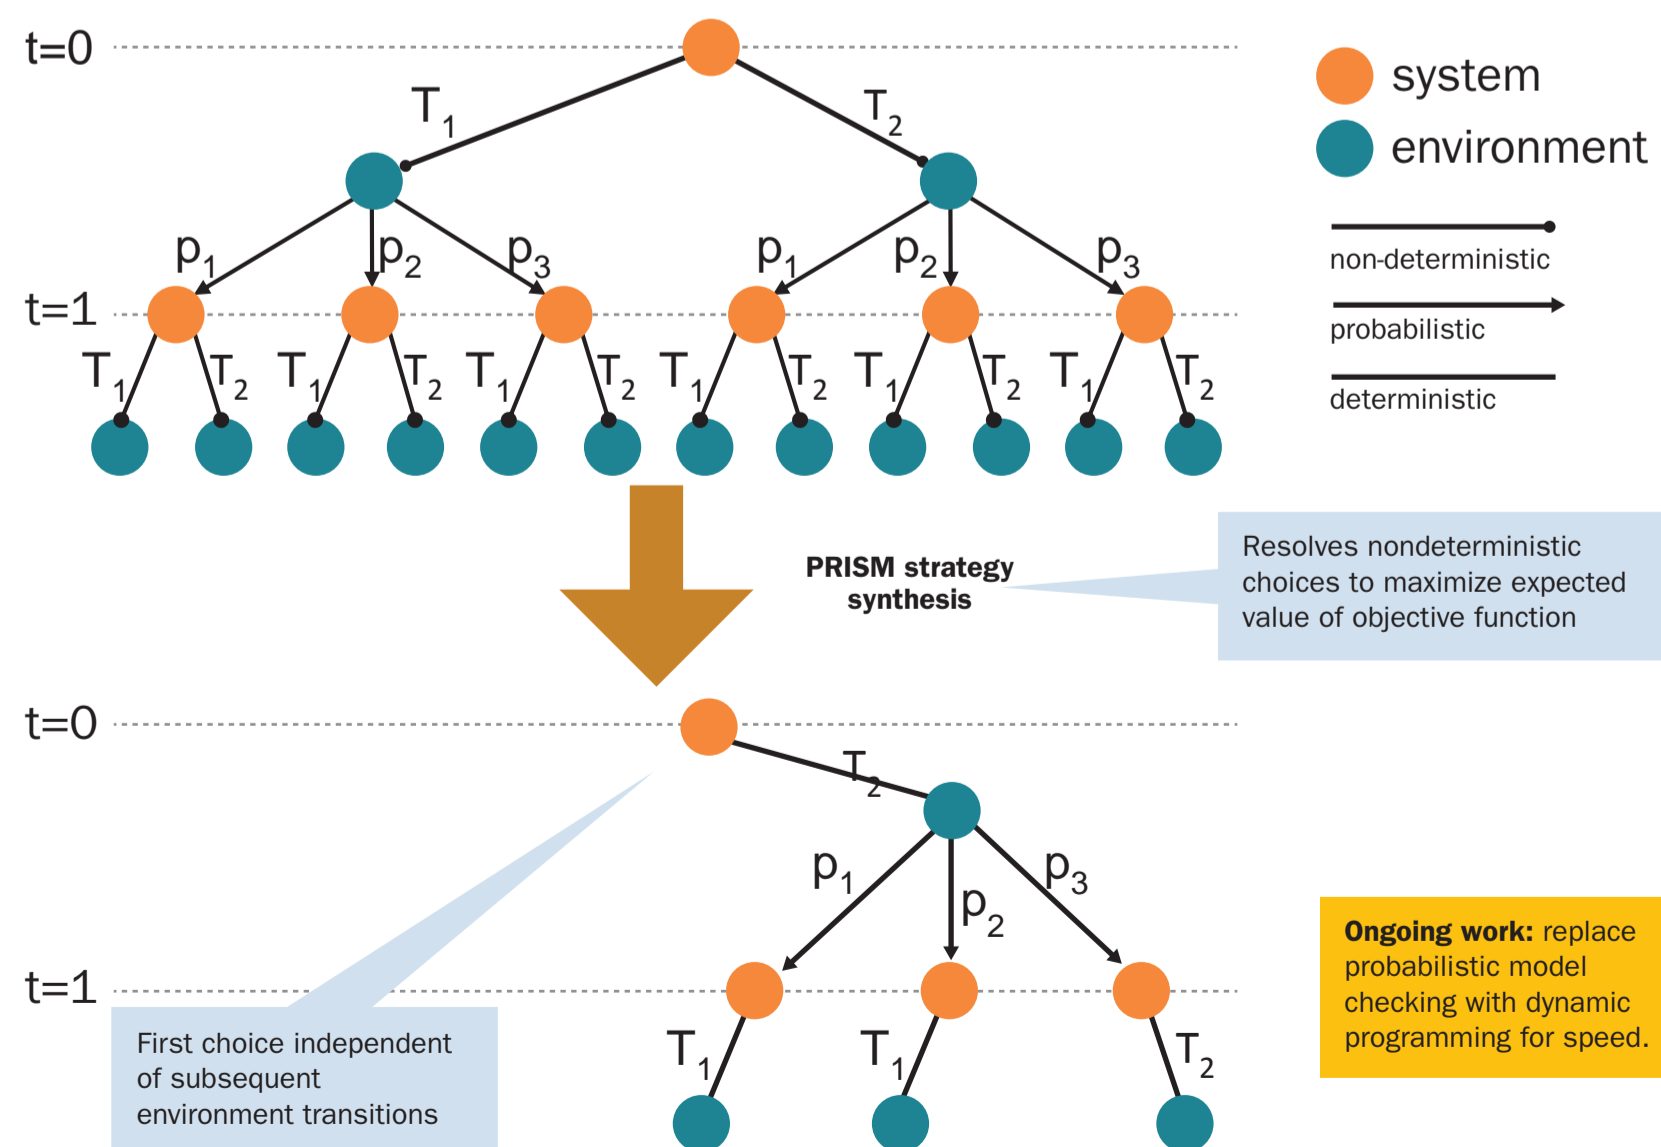 t=0
system
T1
T2
environment
p1
p2
p3
p1
p2
p3
non-deterministic
t=1
probabilistic
T1
T2
T1
T2
T1
T2
T1
T2
T1
T2
T1
T2
deterministic
PRISM strategy
synthesis
Resolves nondeterministic
choices to maximize expected
value of objective function
t=0
T2
p1
p2
p3
Ongoing work: replace
probabilistic model
checking with dynamic
programming for speed.
t=1
First choice independent
of subsequent
environment transitions
T1
T1
T2